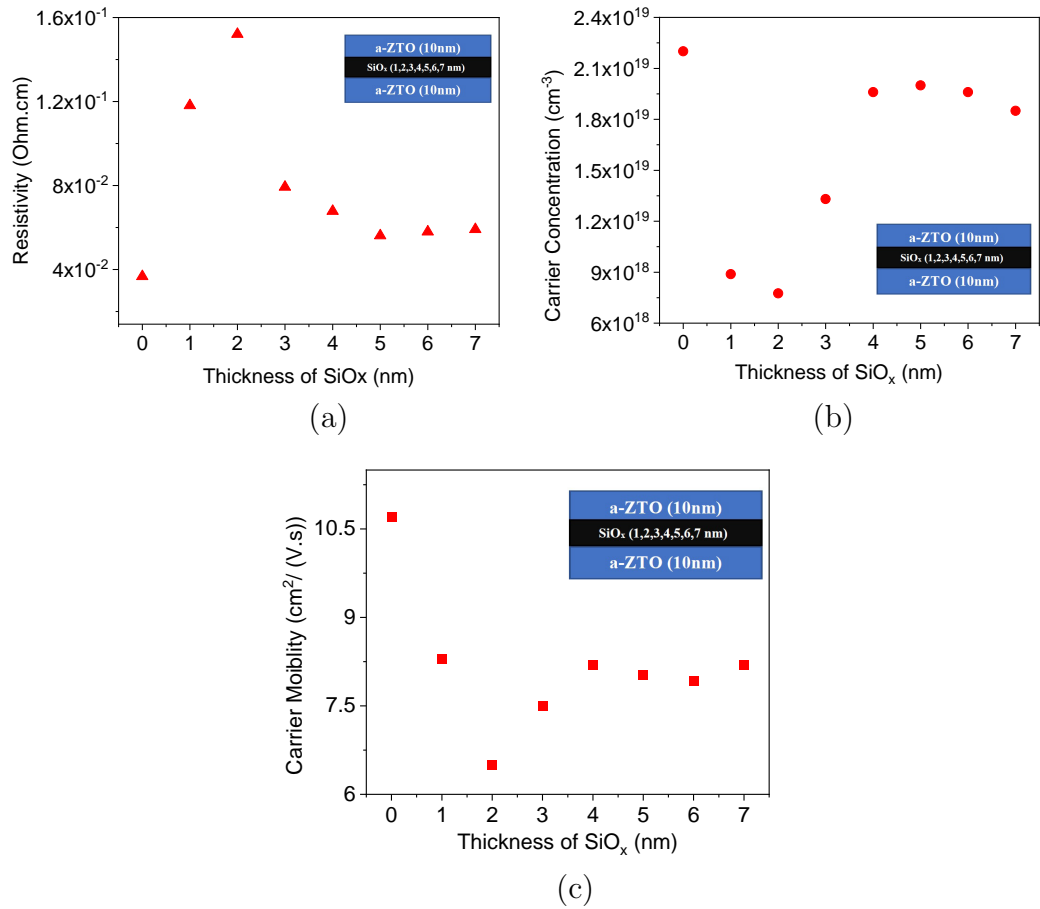 1.6x10⁻¹
1.2x10⁻¹
8x10⁻²
4x10⁻²
Resistivity (Ohm.cm)
a-ZTO (10nm)
SiOₓ (1,2,3,4,5,6,7 nm)
a-ZTO (10nm)
0 1 2 3 4 5 6 7
Thickness of SiOx (nm)
(a)
2.4x10¹⁹
2.1x10¹⁹
1.8x10¹⁹
1.5x10¹⁹
1.2x10¹⁹
9x10¹⁸
6x10¹⁸
Carrier Concentration (cm⁻³)
a-ZTO (10nm)
SiOₓ (1,2,3,4,5,6,7 nm)
a-ZTO (10nm)
0 1 2 3 4 5 6 7
Thickness of SiOₓ (nm)
(b)
10.5
9
7.5
6
Carrier Moiblity (cm²/ (V.s))
a-ZTO (10nm)
SiOₓ (1,2,3,4,5,6,7 nm)
a-ZTO (10nm)
0 1 2 3 4 5 6 7
Thickness of SiOₓ (nm)
(c)